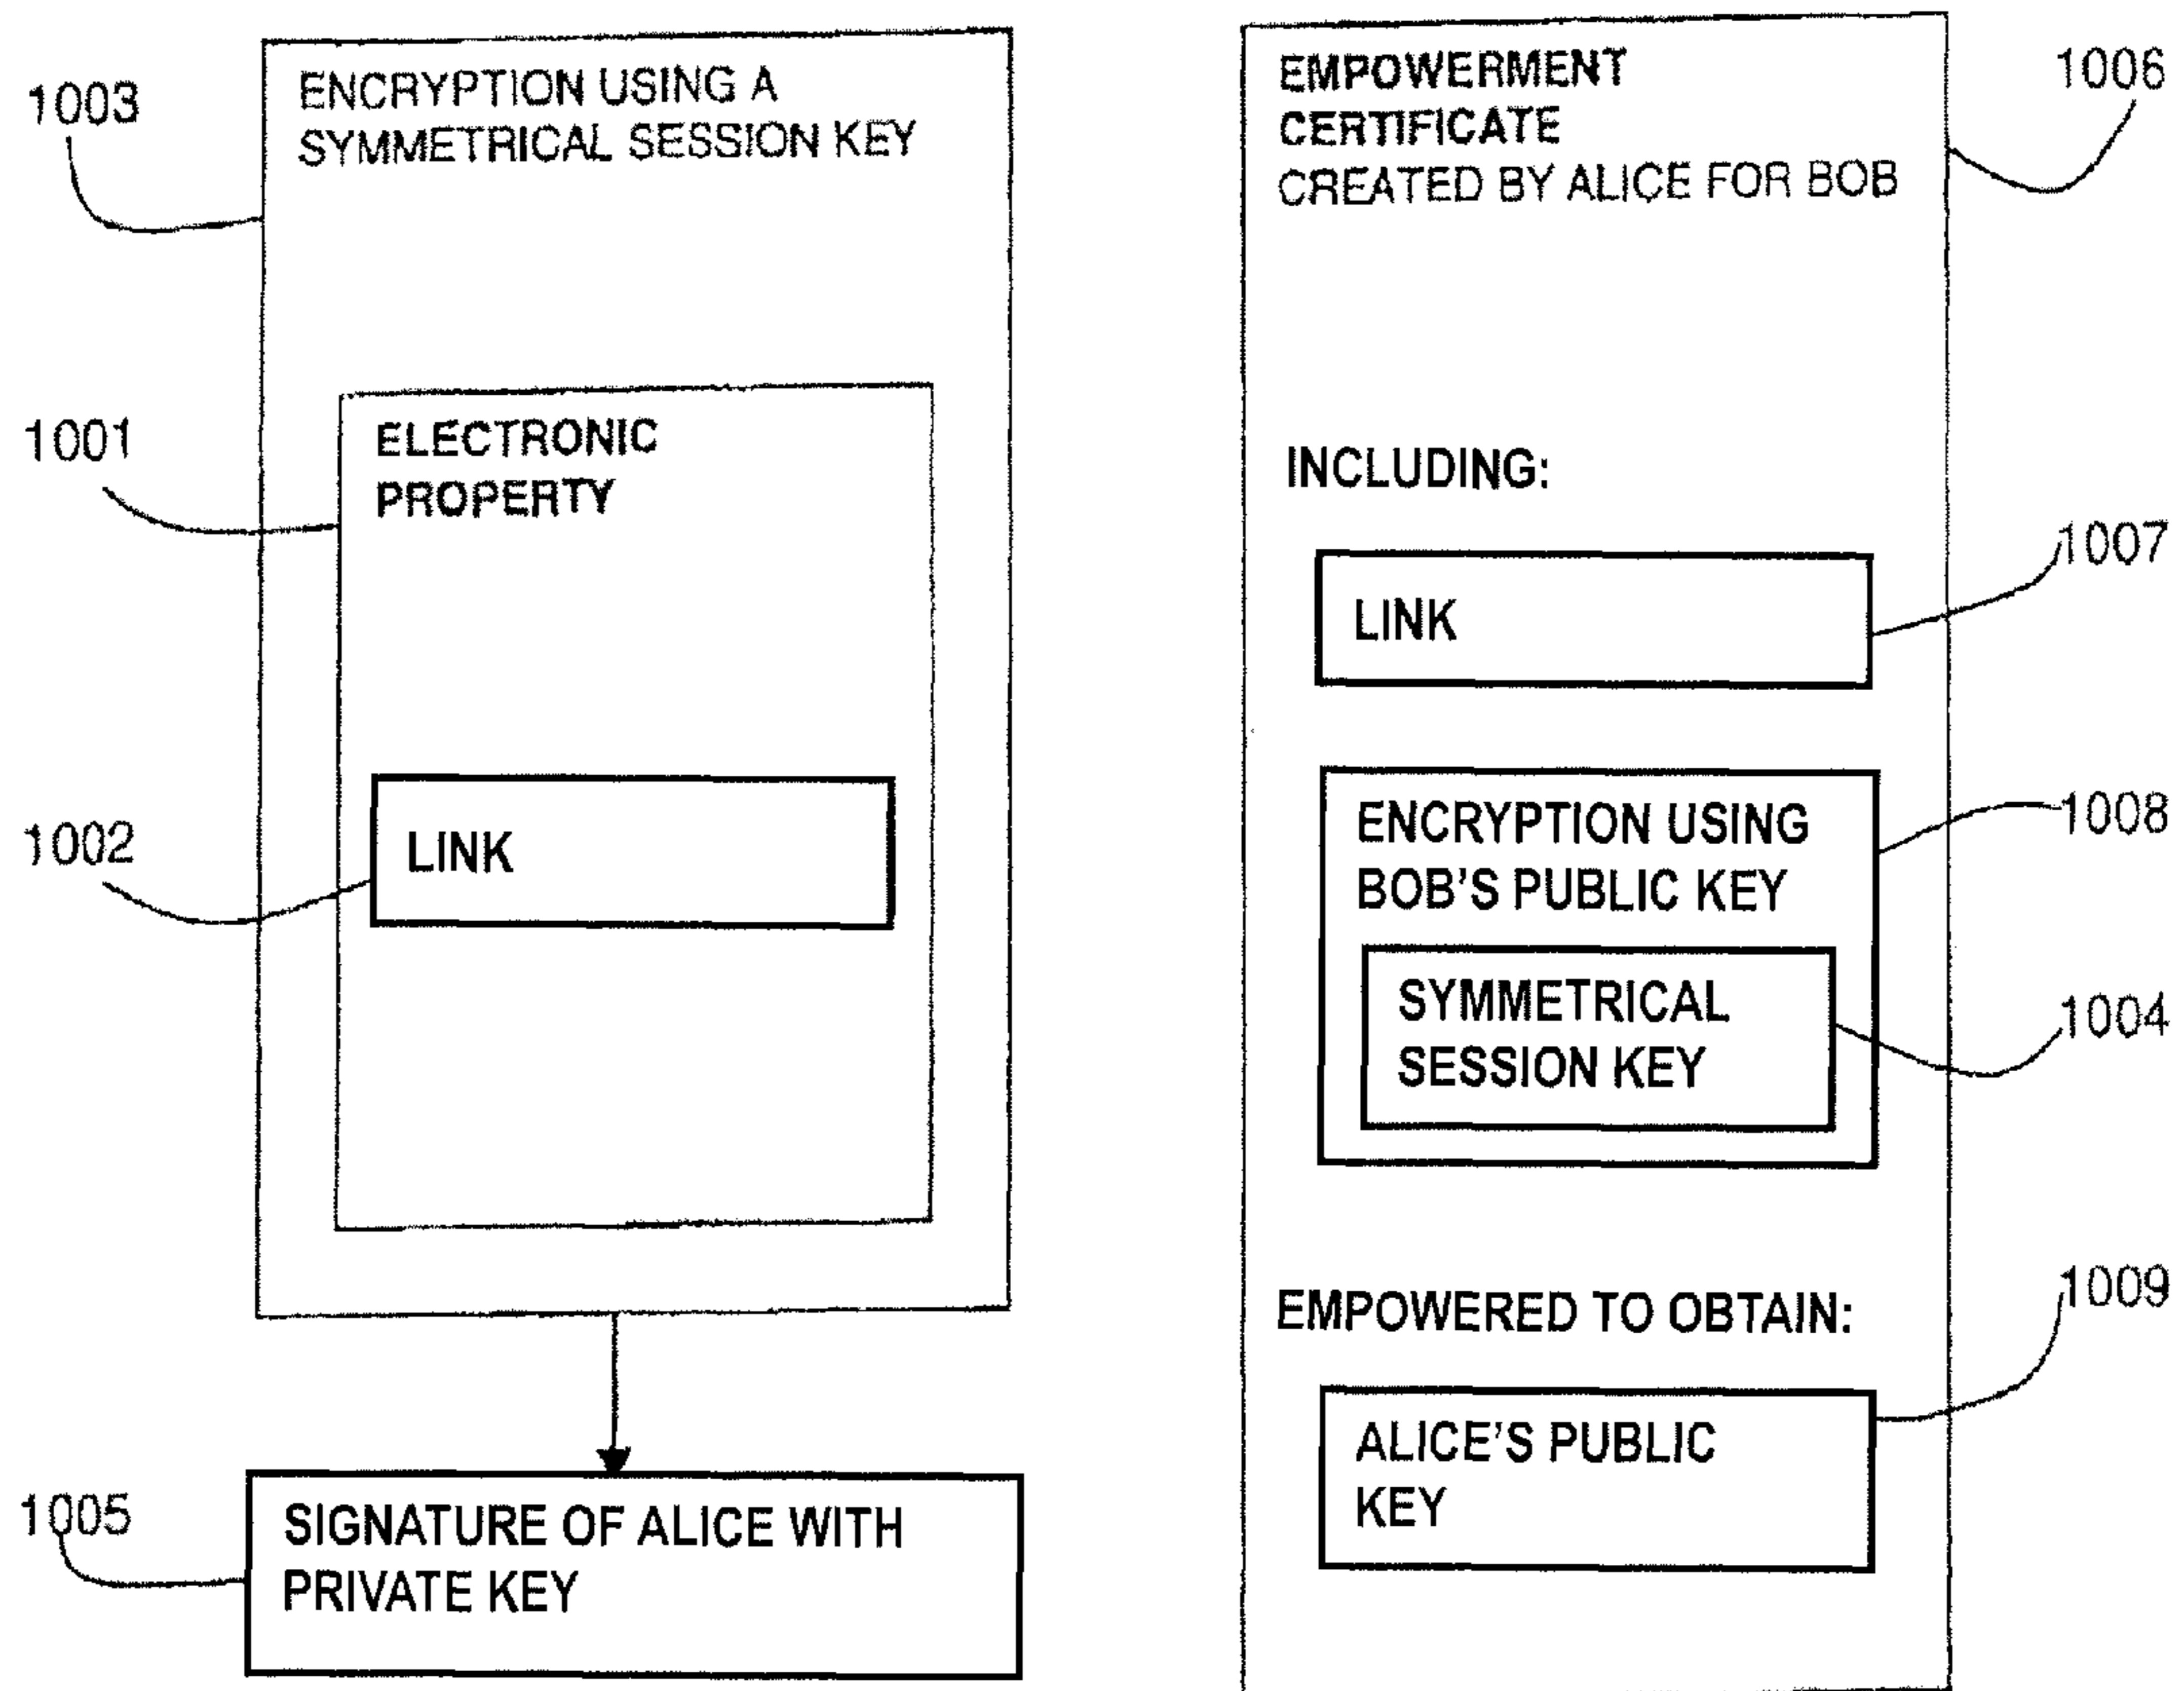 1003
ENCRYPTION USING A
SYMMETRICAL SESSION KEY
1001
ELECTRONIC
PROPERTY
1002
LINK
1005
SIGNATURE OF ALICE WITH
PRIVATE KEY
EMPOWERMENT
CERTIFICATE
CREATED BY ALICE FOR BOB
1006
INCLUDING:
1007
LINK
ENCRYPTION USING
BOB'S PUBLIC KEY
1008
SYMMETRICAL
SESSION KEY
1004
EMPOWERED TO OBTAIN:
1009
ALICE'S PUBLIC
KEY